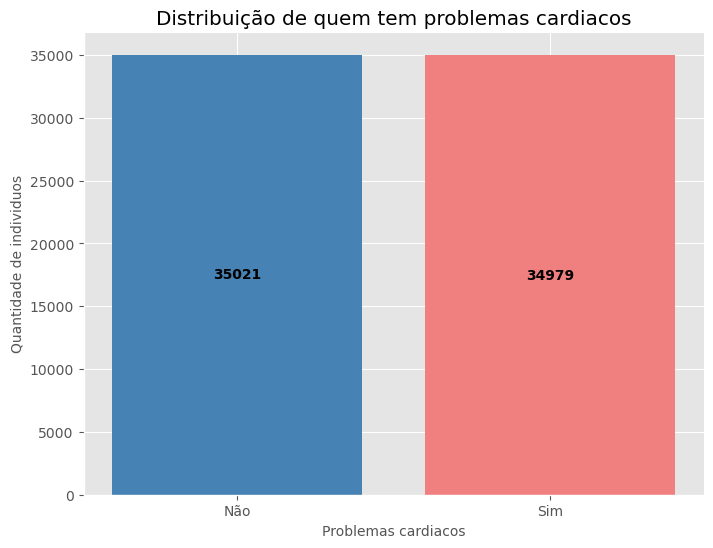 Distribuição de quem tem problemas cardiacos
Quantidade de individuos
35000
30000
25000
20000
15000
10000
5000
0
35021
34979
Não
Sim
Problemas cardiacos